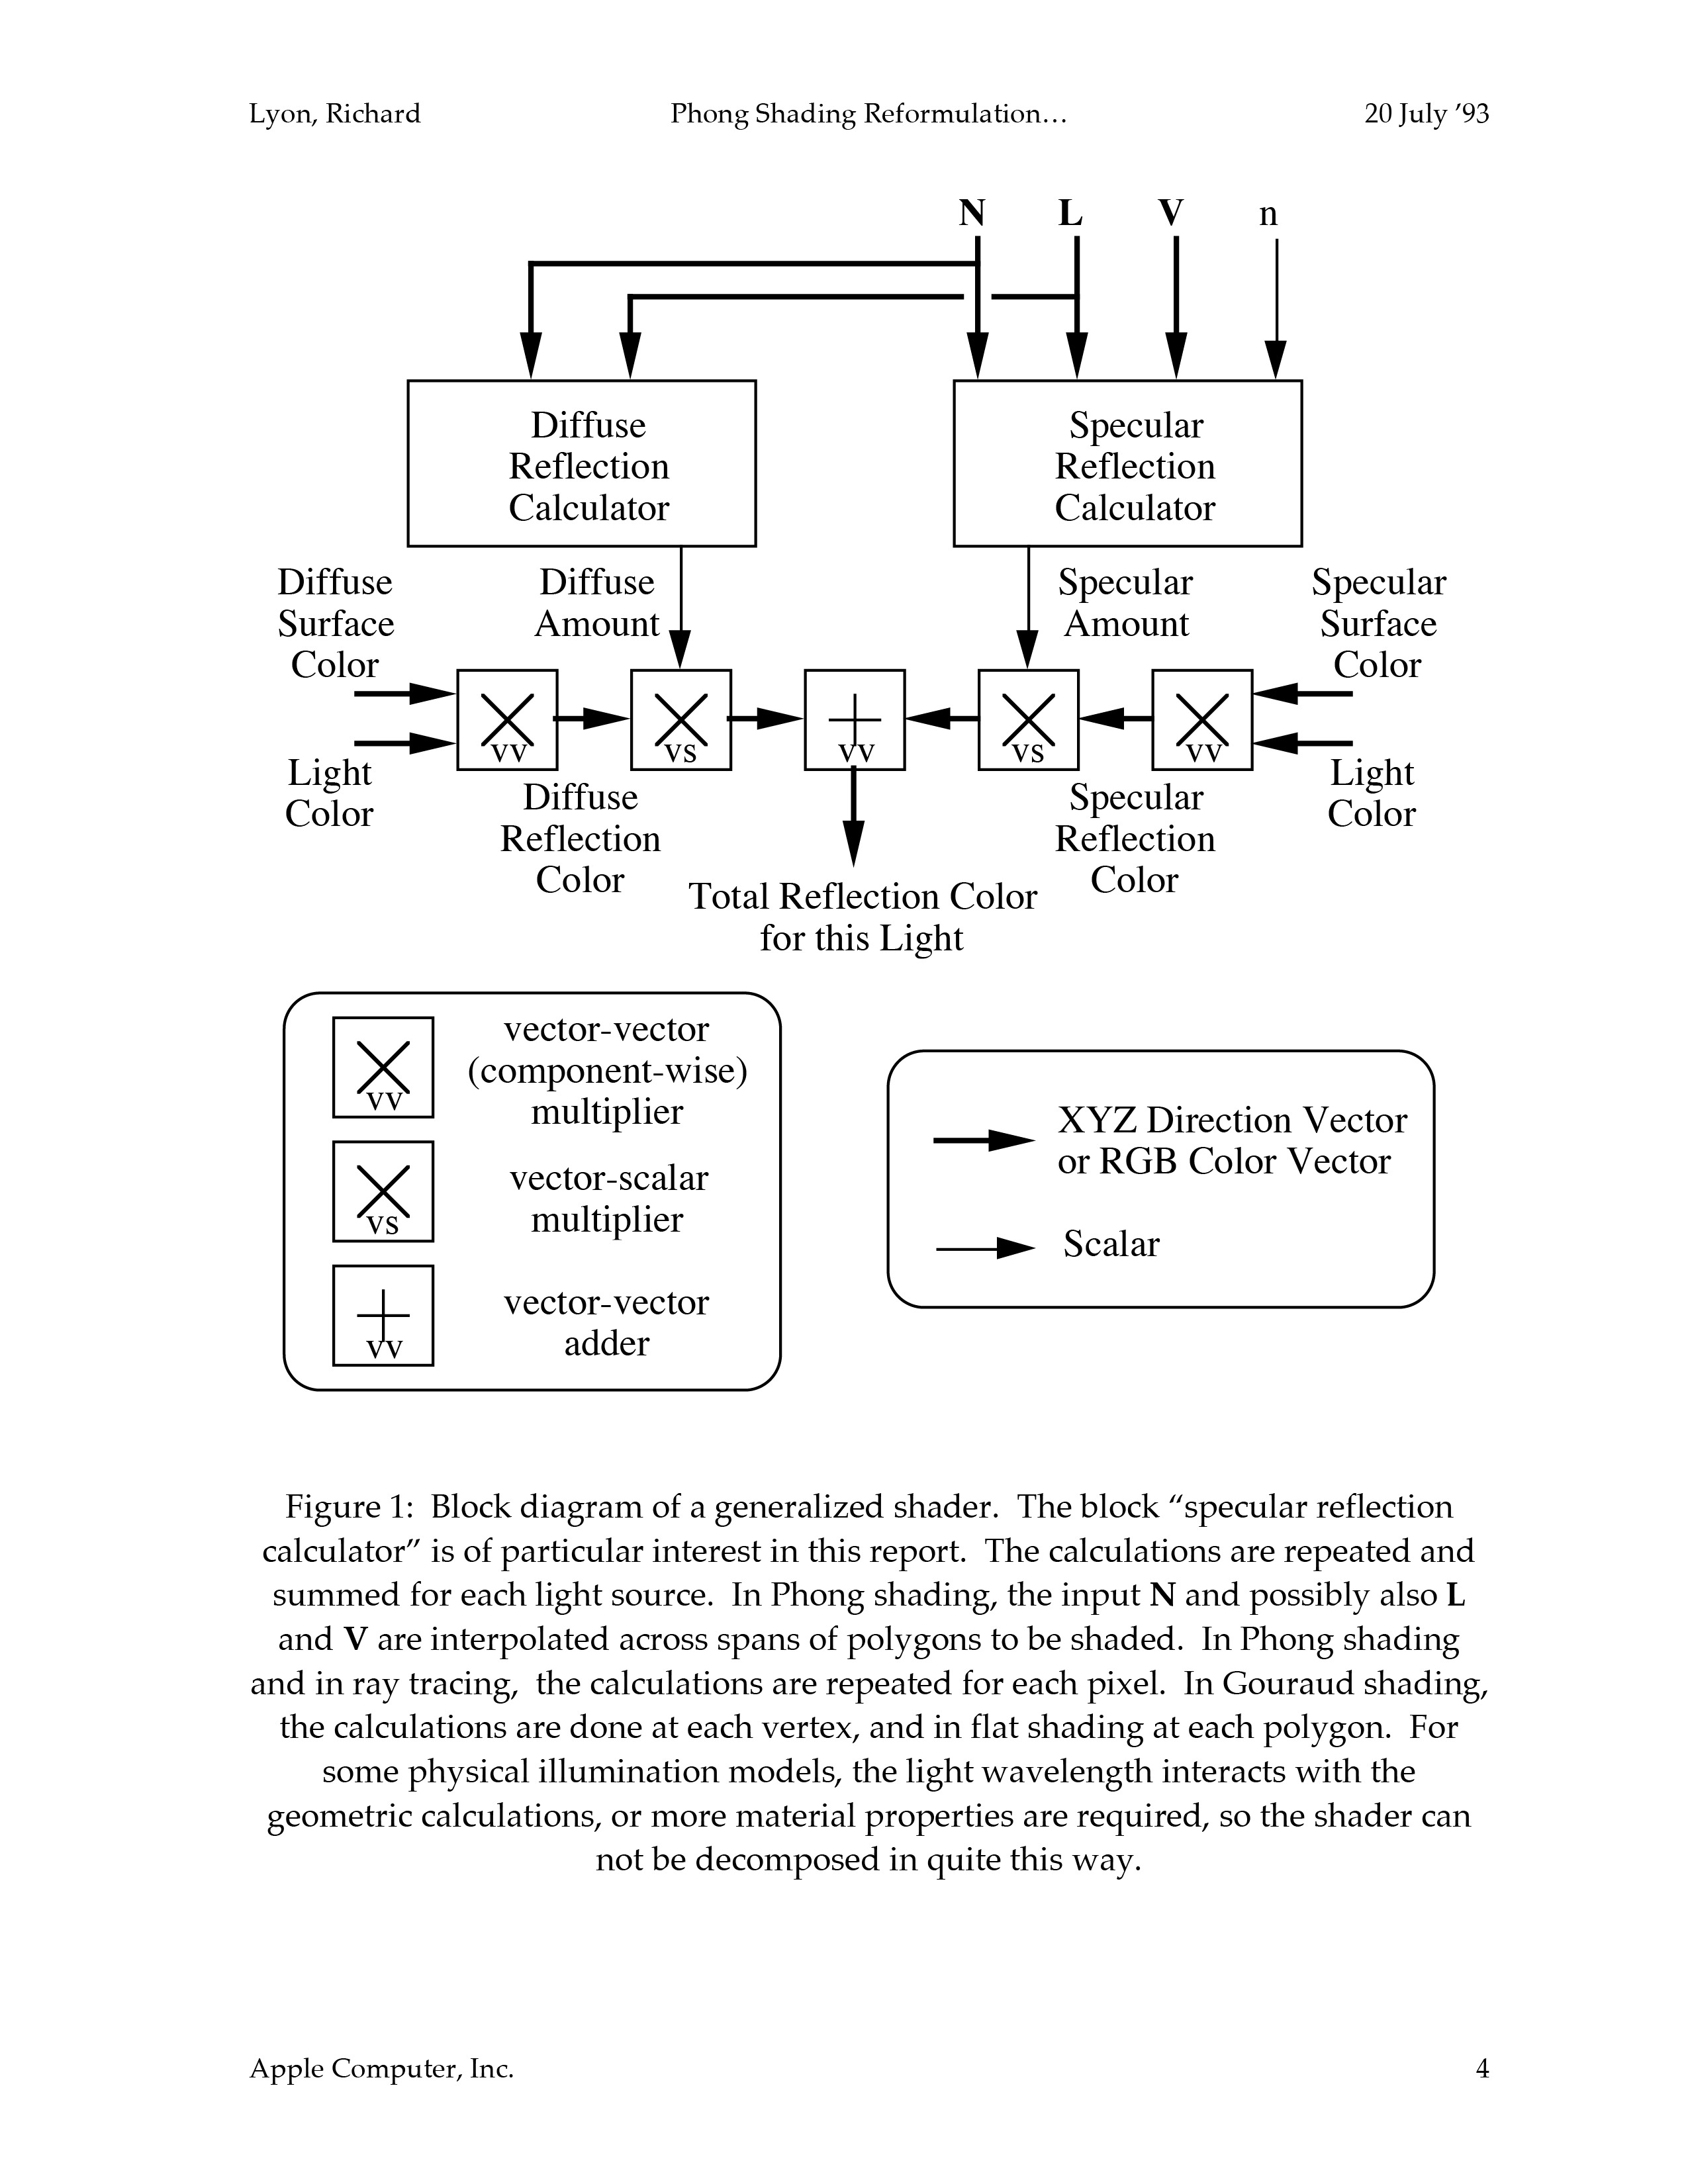 Lyon, Richard Phong Shading Reformulation… 20 July ’93
N L V n
Diffuse
Reflection
Calculator
Specular
Reflection
Calculator
Diffuse
Surface
Color
Diffuse
Amount
Specular
Amount
Specular
Surface
Color
vv
vs
vv
vs
vv
Light
Color
Diffuse
Reflection
Color
Specular
Reflection
Color
Light
Color
Total Reflection Color
for this Light
vv
vector-vector
(component-wise)
multiplier
vs
vector-scalar
multiplier
vv
vector-vector
adder
XYZ Direction Vector
or RGB Color Vector
Scalar
Figure 1: Block diagram of a generalized shader. The block “specular reflection
calculator” is of particular interest in this report. The calculations are repeated and
summed for each light source. In Phong shading, the input N and possibly also L
and V are interpolated across spans of polygons to be shaded. In Phong shading
and in ray tracing, the calculations are repeated for each pixel. In Gouraud shading,
the calculations are done at each vertex, and in flat shading at each polygon. For
some physical illumination models, the light wavelength interacts with the
geometric calculations, or more material properties are required, so the shader can
not be decomposed in quite this way.
Apple Computer, Inc. 4